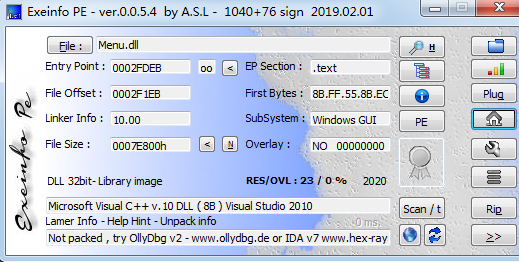 Exeinfo PE - ver.0.0.5.4 by A.S.L - 1040+76 sign 2019.02.01
File : Menu.dll H
Entry Point : 0002FDEB oo < EP Section : .text
File Offset : 0002F1EB First Bytes : 8B.FF.55.8B.EC Plug
Linker Info : 10.00 SubSystem : Windows GUI PE
File Size : 0007E800h < N Overlay : NO 00000000
DLL 32bit- Library image RES/OVL : 23 / 0 % 2020
Exeinfo Pe
Microsoft Visual C++ v.10 DLL ( 8B ) Visual Studio 2010 Scan / t Rip
Lamer Info - Help Hint - Unpack info 0 ms.
Not packed , try OllyDbg v2 - www.ollydbg.de or IDA v7 www.hex-ray >>